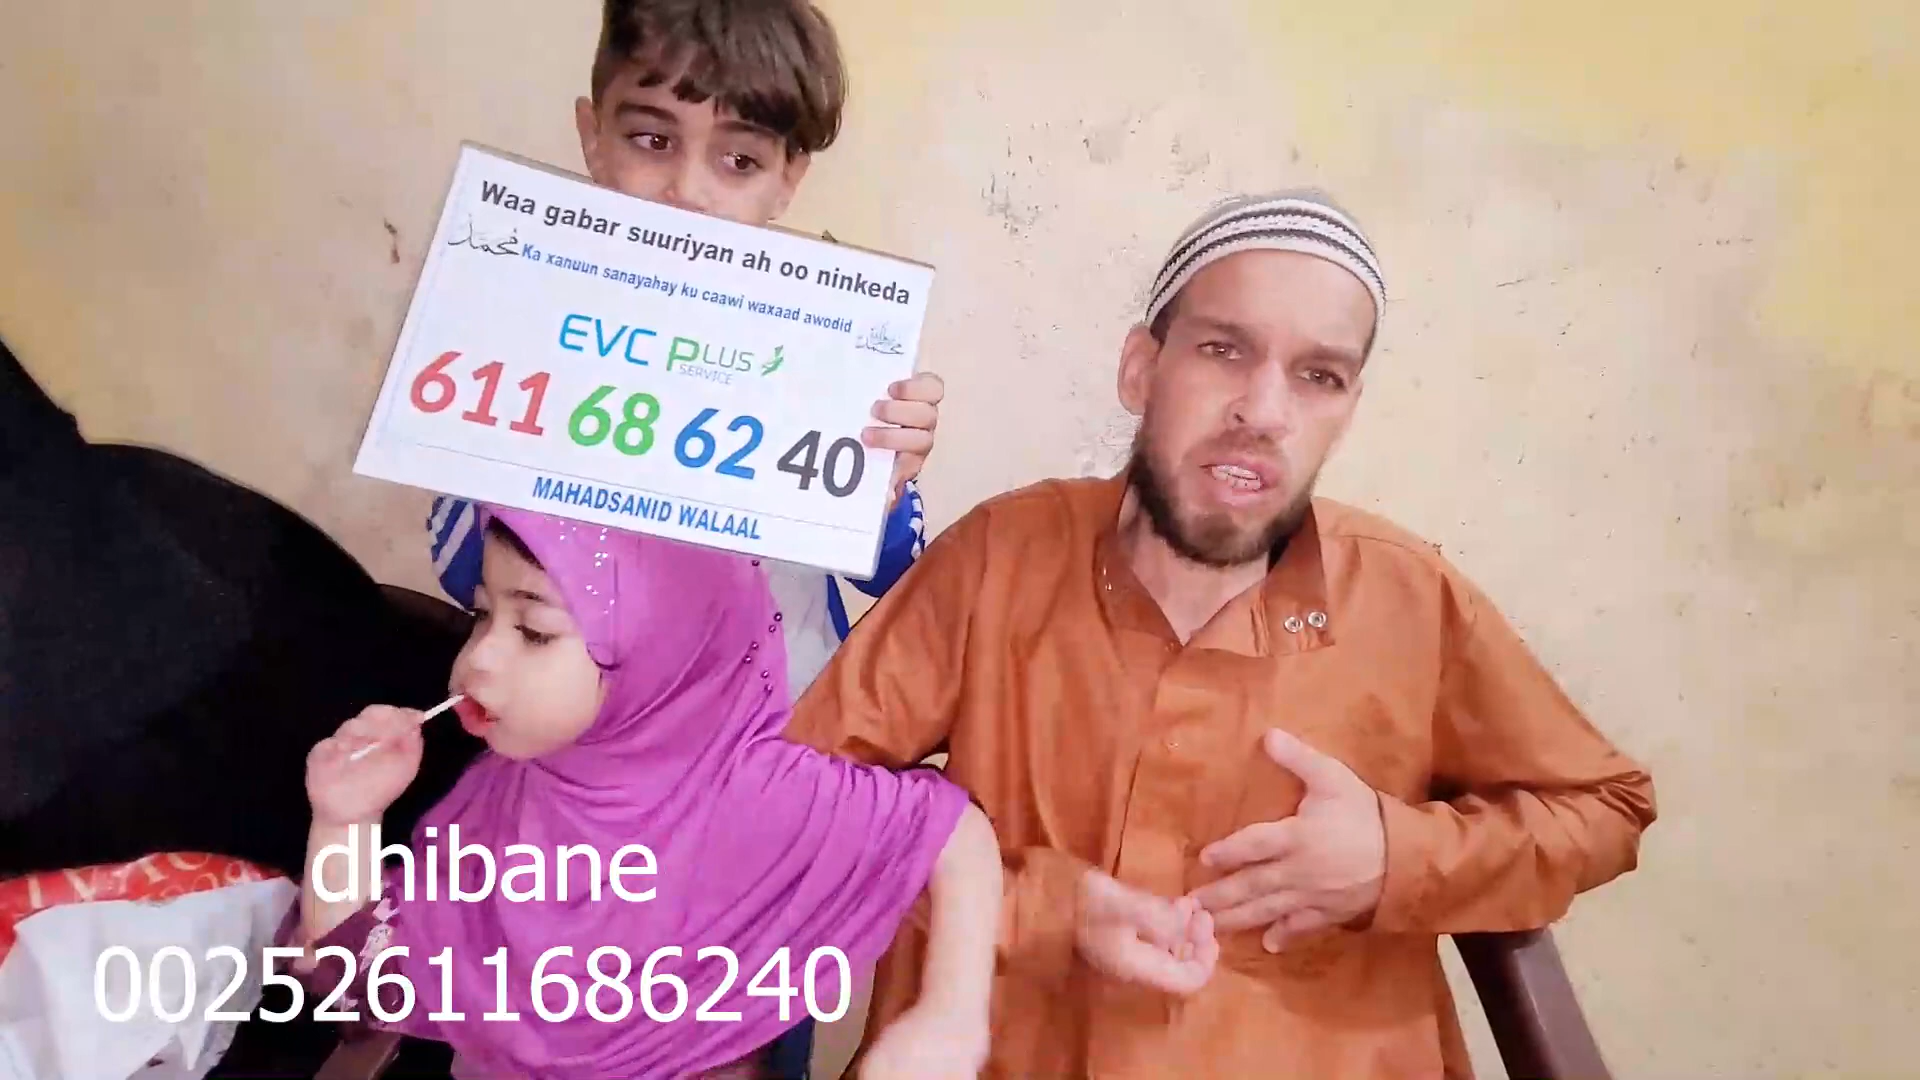 Waa gabar suuriyan ah oo ninkeda
محمد
Ka xanuun sanayahay ku caawi waxaad awodid
EVC PLUS
SERVICE
611 68 62 40
MAHADSANID WALAAL
dhibane
00252611686240